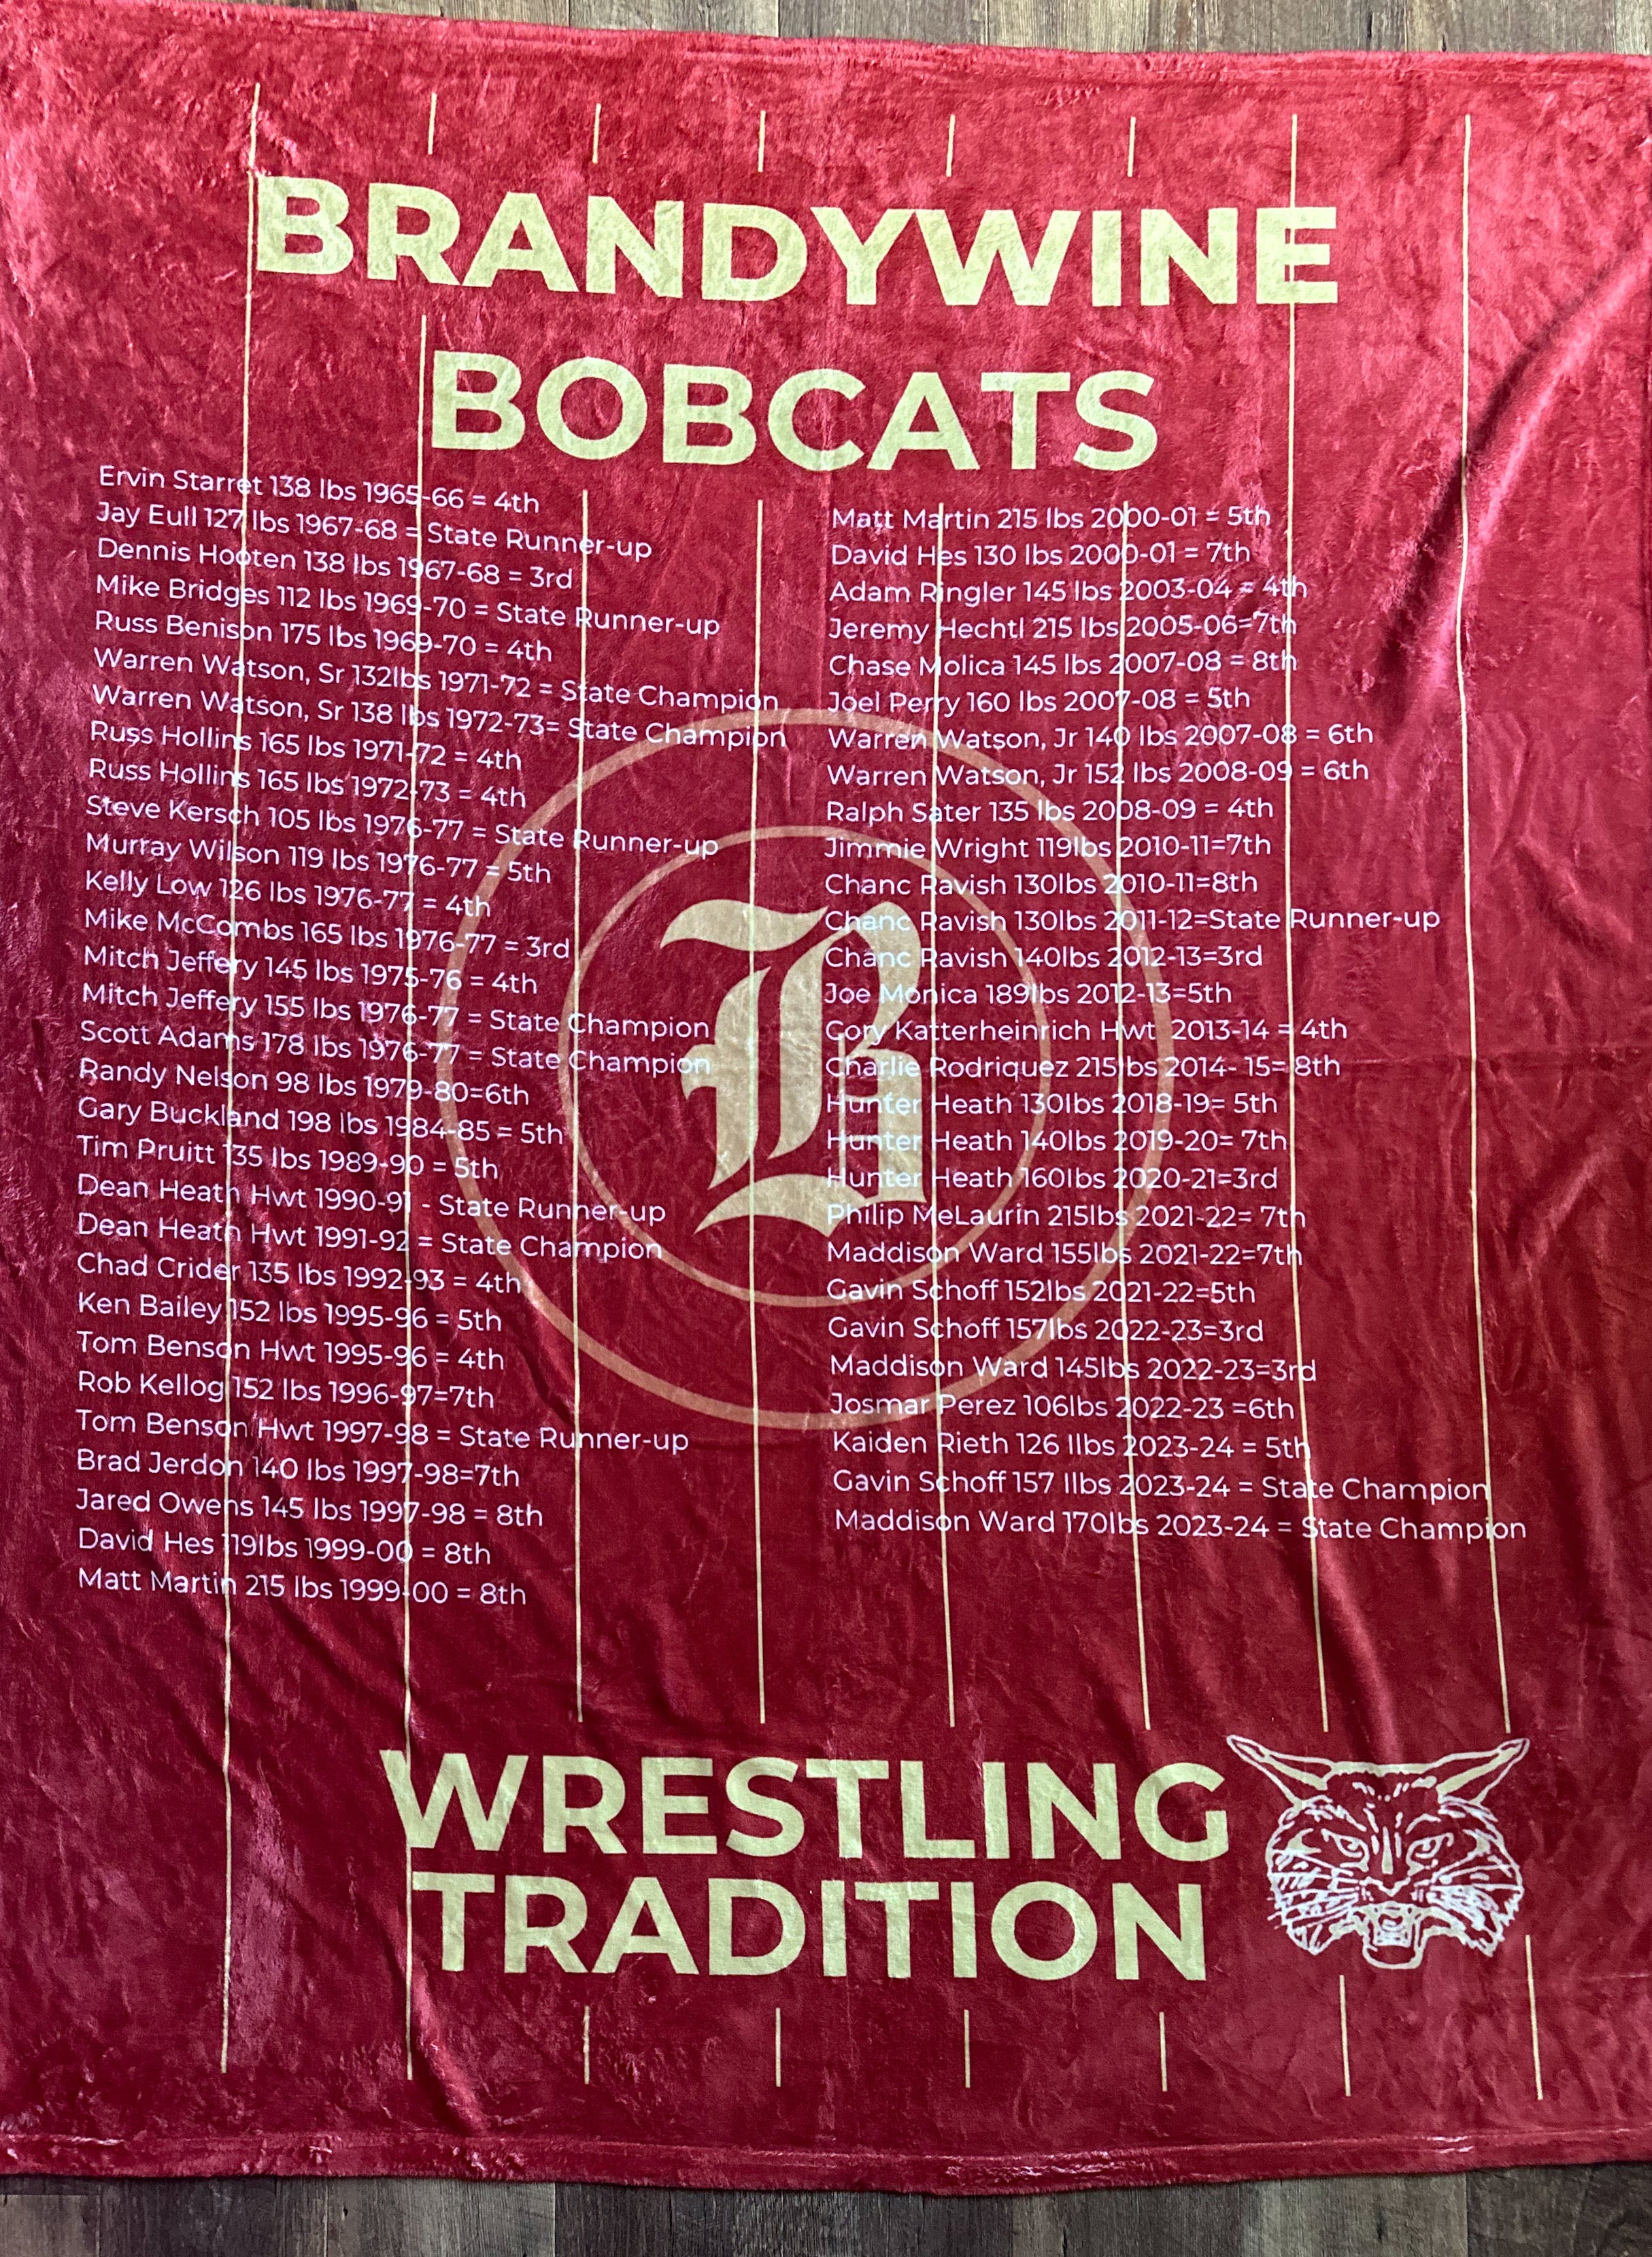 BRANDYWINE
BOBCATS
Ervin Starret 138 lbs 1965-66 = 4th
Jay Eull 127 lbs 1967-68 = State Runner-up
Dennis Hooten 138 lbs 1967-68 = 3rd
Mike Bridges 112 lbs 1969-70 = State Runner-up
Russ Benison 175 lbs 1969-70 = 4th
Warren Watson, Sr 132lbs 1971-72 = State Champion
Warren Watson, Sr 138 lbs 1972-73= State Champion
Russ Hollins 165 lbs 1971-72 = 4th
Russ Hollins 165 lbs 1972-73 = 4th
Steve Kersch 105 lbs 1976-77 = State Runner-up
Murray Wilson 119 lbs 1976-77 = 5th
Kelly Low 126 lbs 1976-77 = 4th
Mike McCombs 165 lbs 1976-77 = 3rd
Mitch Jeffery 145 lbs 1975-76 = 4th
Mitch Jeffery 155 lbs 1976-77 = State Champion
Scott Adams 178 lbs 1976-77 = State Champion
Randy Nelson 98 lbs 1979-80=6th
Gary Buckland 198 lbs 1984-85 = 5th
Tim Pruitt 135 lbs 1989-90 = 5th
Dean Heath Hwt 1990-91 - State Runner-up
Dean Heath Hwt 1991-92 = State Champion
Chad Crider 135 lbs 1992-93 = 4th
Ken Bailey 152 lbs 1995-96 = 5th
Tom Benson Hwt 1995-96 = 4th
Rob Kellog 152 lbs 1996-97=7th
Tom Benson Hwt 1997-98 = State Runner-up
Brad Jerdon 140 lbs 1997-98=7th
Jared Owens 145 lbs 1997-98 = 8th
David Hes 119lbs 1999-00 = 8th
Matt Martin 215 lbs 1999-00 = 8th
Matt Martin 215 lbs 2000-01 = 5th
David Hes 130 lbs 2000-01 = 7th
Adam Ringler 145 lbs 2003-04 = 4th
Jeremy Hechtl 215 lbs 2005-06=7th
Chase Molica 145 lbs 2007-08 = 8th
Joel Perry 160 lbs 2007-08 = 5th
Warren Watson, Jr 140 lbs 2007-08 = 6th
Warren Watson, Jr 152 lbs 2008-09 = 6th
Ralph Sater 135 lbs 2008-09 = 4th
Jimmie Wright 119lbs 2010-11=7th
Chanc Ravish 130lbs 2010-11=8th
Chanc Ravish 130lbs 2011-12=State Runner-up
Chanc Ravish 140lbs 2012-13=3rd
Joe Monica 189lbs 2012-13=5th
Cory Katterheinrich Hwt 2013-14 = 4th
Charlie Rodriquez 215lbs 2014- 15= 8th
Hunter Heath 130lbs 2018-19= 5th
Hunter Heath 140lbs 2019-20= 7th
Hunter Heath 160lbs 2020-21=3rd
Philip MeLaurin 215lbs 2021-22= 7th
Maddison Ward 155lbs 2021-22=7th
Gavin Schoff 152lbs 2021-22=5th
Gavin Schoff 157lbs 2022-23=3rd
Maddison Ward 145lbs 2022-23=3rd
Josmar Perez 106lbs 2022-23 =6th
Kaiden Rieth 126 llbs 2023-24 = 5th
Gavin Schoff 157 llbs 2023-24 = State Champion
Maddison Ward 170lbs 2023-24 = State Champion
B
WRESTLING
TRADITION